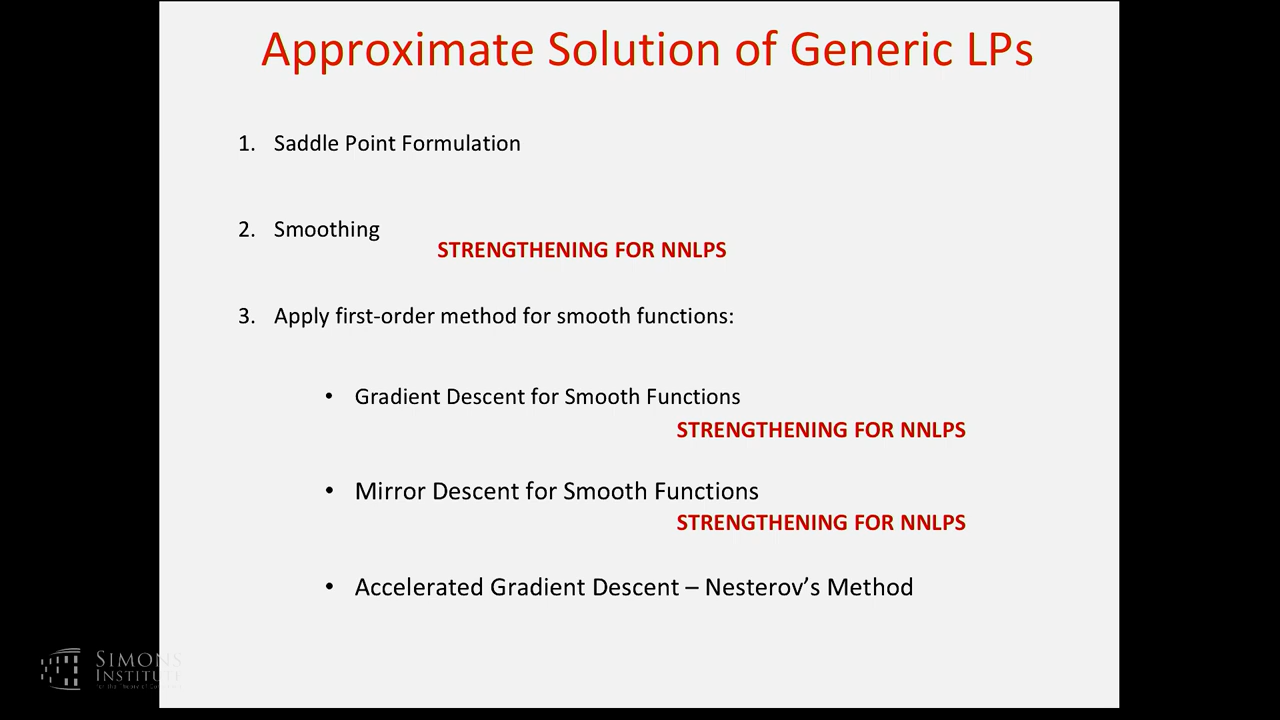 Approximate Solution of Generic LPs
1. Saddle Point Formulation
2. Smoothing
STRENGTHENING FOR NNLPS
3. Apply first-order method for smooth functions:
• Gradient Descent for Smooth Functions
STRENGTHENING FOR NNLPS
• Mirror Descent for Smooth Functions
STRENGTHENING FOR NNLPS
• Accelerated Gradient Descent – Nesterov’s Method
SIMONS
INSTITUTE